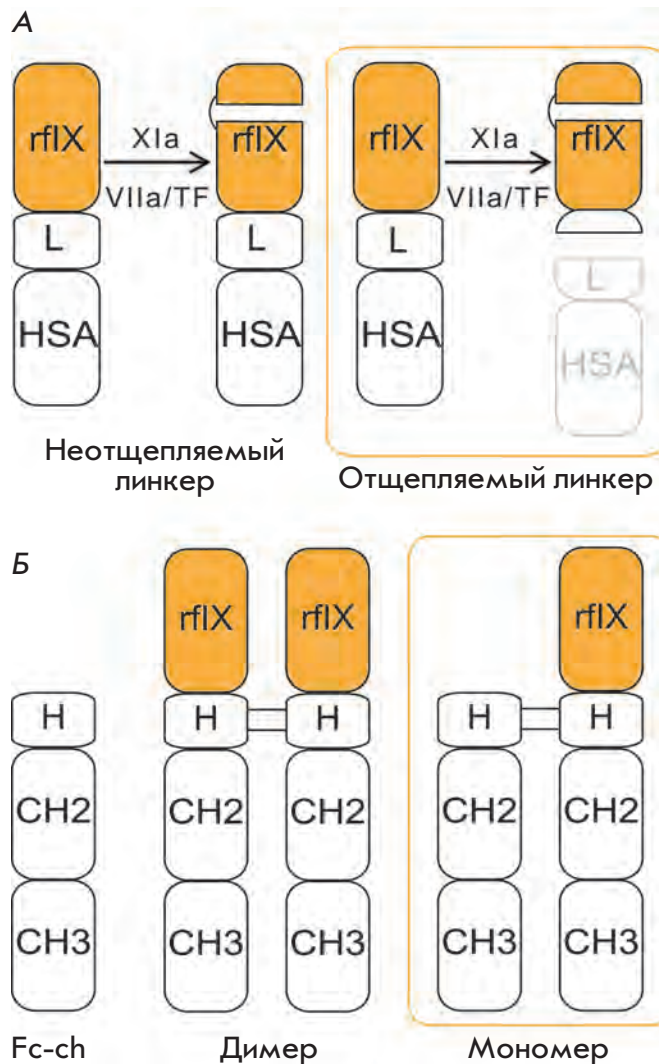 А
rfIX
L
HSA
XIa
VIIa/TF
rfIX
L
HSA
Неотщепляемый
линкер
rfIX
L
HSA
XIa
VIIa/TF
rfIX
L
HSA
Отщепляемый линкер
Б
H
CH2
CH3
Fc-ch
rfIX rfIX
H H
CH2 CH2
CH3 CH3
Димер
rfIX
H H
CH2 CH2
CH3 CH3
Мономер